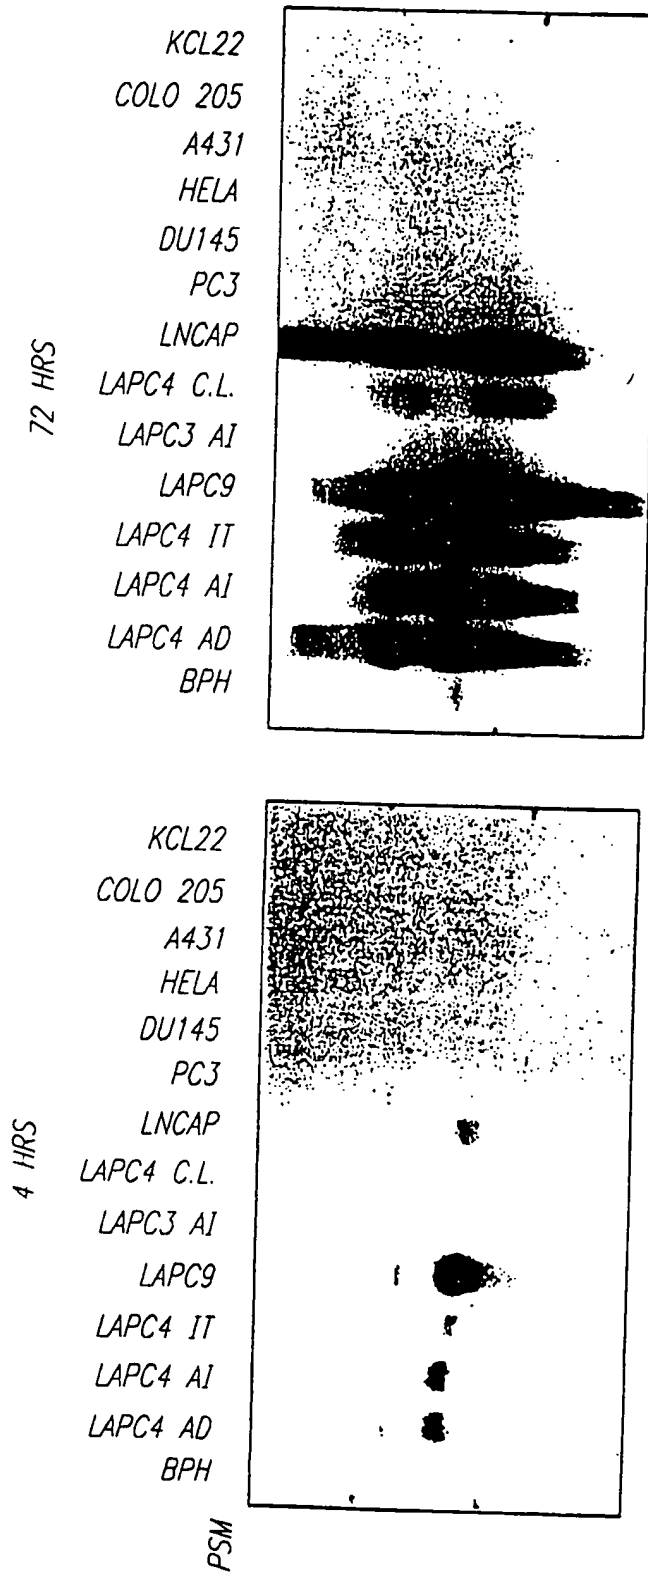 72 HRS
KCL22
COLO 205
A431
HELA
DU145
PC3
LNCAP
LAPC4 C.L.
LAPC3 AI
LAPC9
LAPC4 IT
LAPC4 AI
LAPC4 AD
BPH
4 HRS
KCL22
COLO 205
A431
HELA
DU145
PC3
LNCAP
LAPC4 C.L.
LAPC3 AI
LAPC9
LAPC4 IT
LAPC4 AI
LAPC4 AD
BPH
PSM